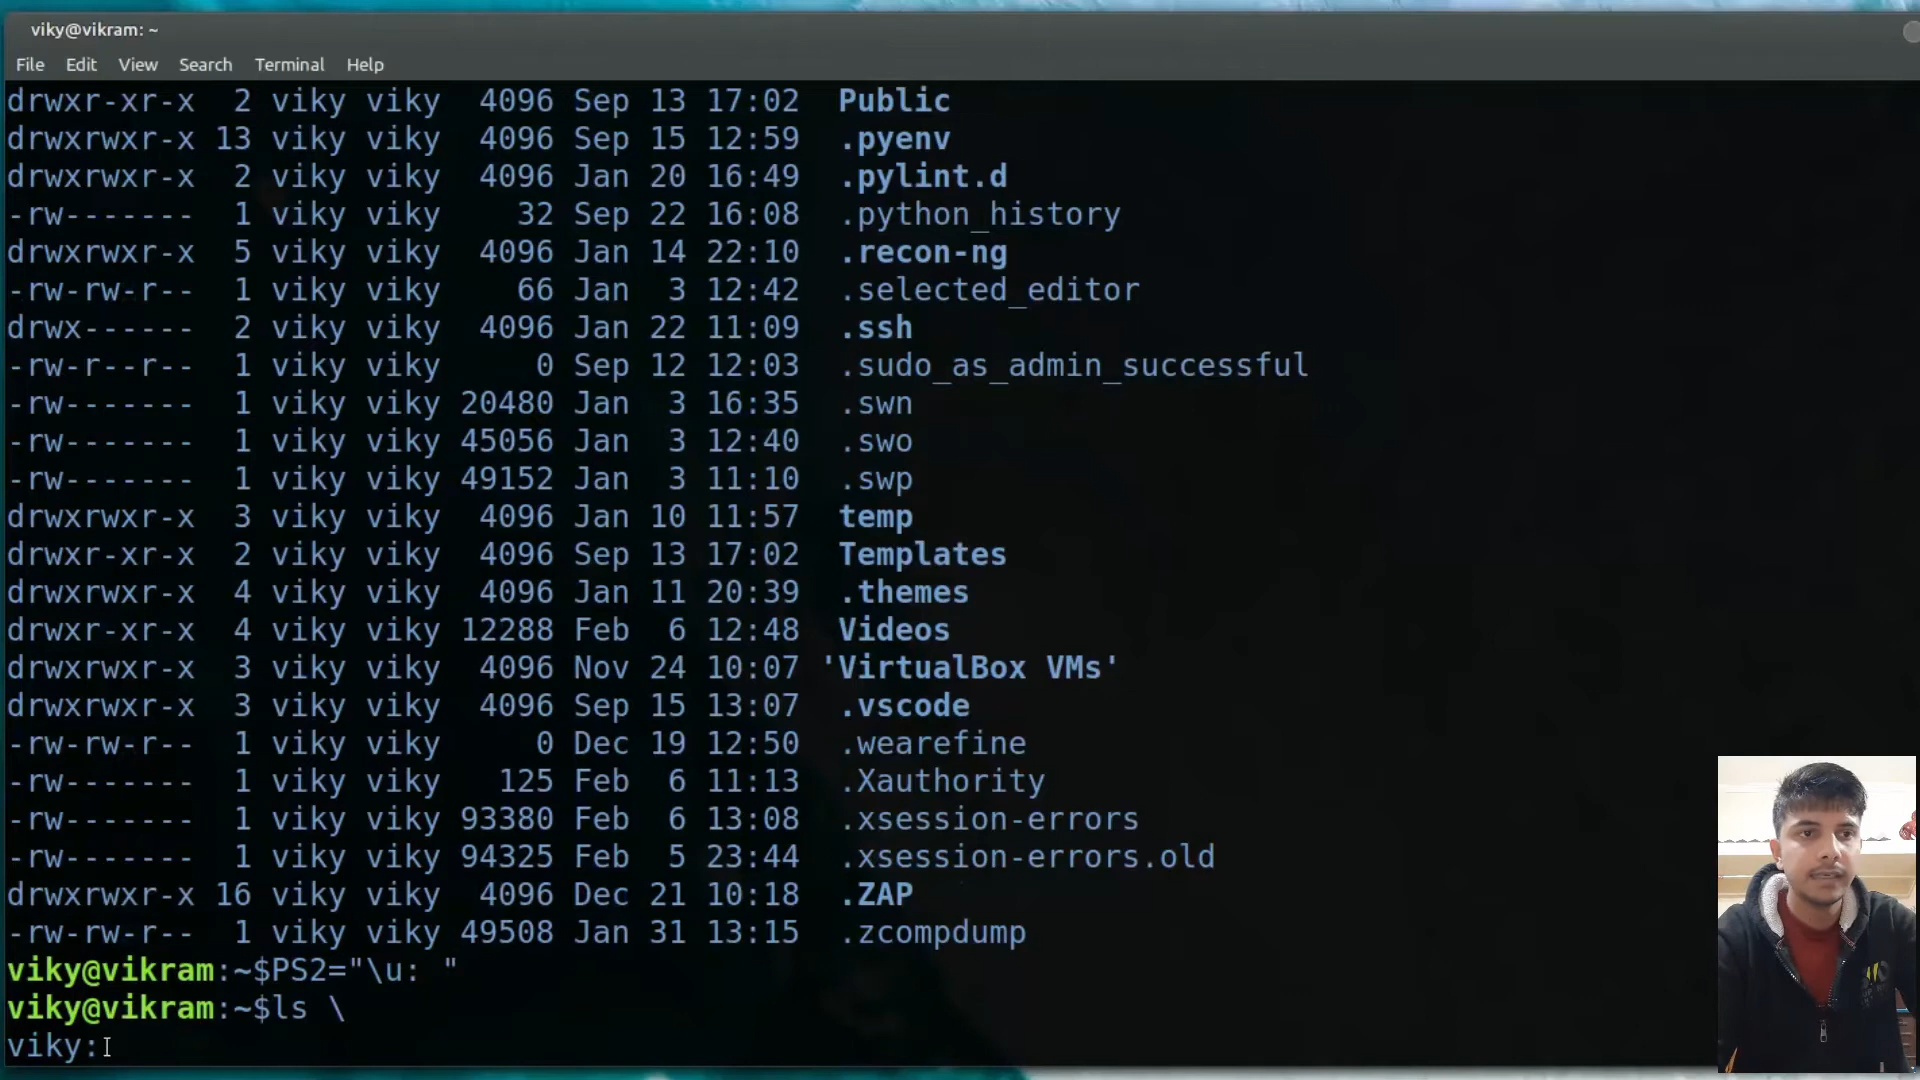 viky@vikram: ~
File Edit View Search Terminal Help
drwxr-xr-x 2 viky viky 4096 Sep 13 17:02 Public
drwxrwxr-x 13 viky viky 4096 Sep 15 12:59 .pyenv
drwxrwxr-x 2 viky viky 4096 Jan 20 16:49 .pylint.d
-rw------- 1 viky viky 32 Sep 22 16:08 .python_history
drwxrwxr-x 5 viky viky 4096 Jan 14 22:10 .recon-ng
-rw-rw-r-- 1 viky viky 66 Jan 3 12:42 .selected_editor
drwx------ 2 viky viky 4096 Jan 22 11:09 .ssh
-rw-r--r-- 1 viky viky 0 Sep 12 12:03 .sudo_as_admin_successful
-rw------- 1 viky viky 20480 Jan 3 16:35 .swn
-rw------- 1 viky viky 45056 Jan 3 12:40 .swo
-rw------- 1 viky viky 49152 Jan 3 11:10 .swp
drwxrwxr-x 3 viky viky 4096 Jan 10 11:57 temp
drwxr-xr-x 2 viky viky 4096 Sep 13 17:02 Templates
drwxrwxr-x 4 viky viky 4096 Jan 11 20:39 .themes
drwxr-xr-x 4 viky viky 12288 Feb 6 12:48 Videos
drwxrwxr-x 3 viky viky 4096 Nov 24 10:07 'VirtualBox VMs'
drwxrwxr-x 3 viky viky 4096 Sep 15 13:07 .vscode
-rw-rw-r-- 1 viky viky 0 Dec 19 12:50 .wearefine
-rw------- 1 viky viky 125 Feb 6 11:13 .Xauthority
-rw------- 1 viky viky 93380 Feb 6 13:08 .xsession-errors
-rw------- 1 viky viky 94325 Feb 5 23:44 .xsession-errors.old
drwxrwxr-x 16 viky viky 4096 Dec 21 10:18 .ZAP
-rw-rw-r-- 1 viky viky 49508 Jan 31 13:15 .zcompdump
viky@vikram:~$PS2="\u: "
viky@vikram:~$ls \
viky: